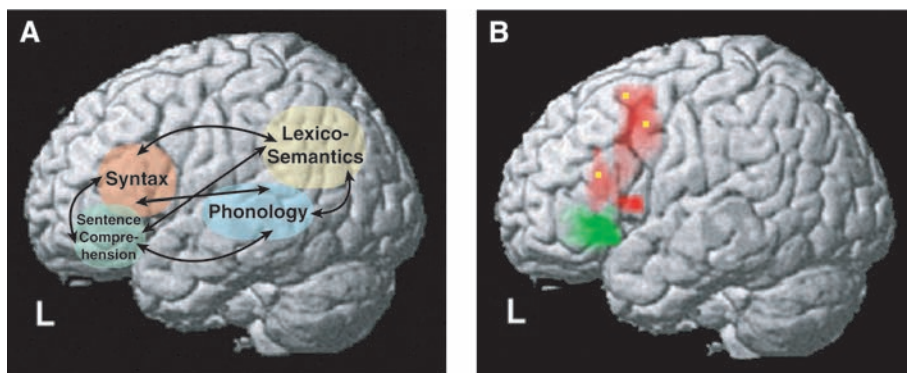 A
Lexico-
Semantics
Syntax
Phonology
Sentence
Compre-
hension
L
B
L